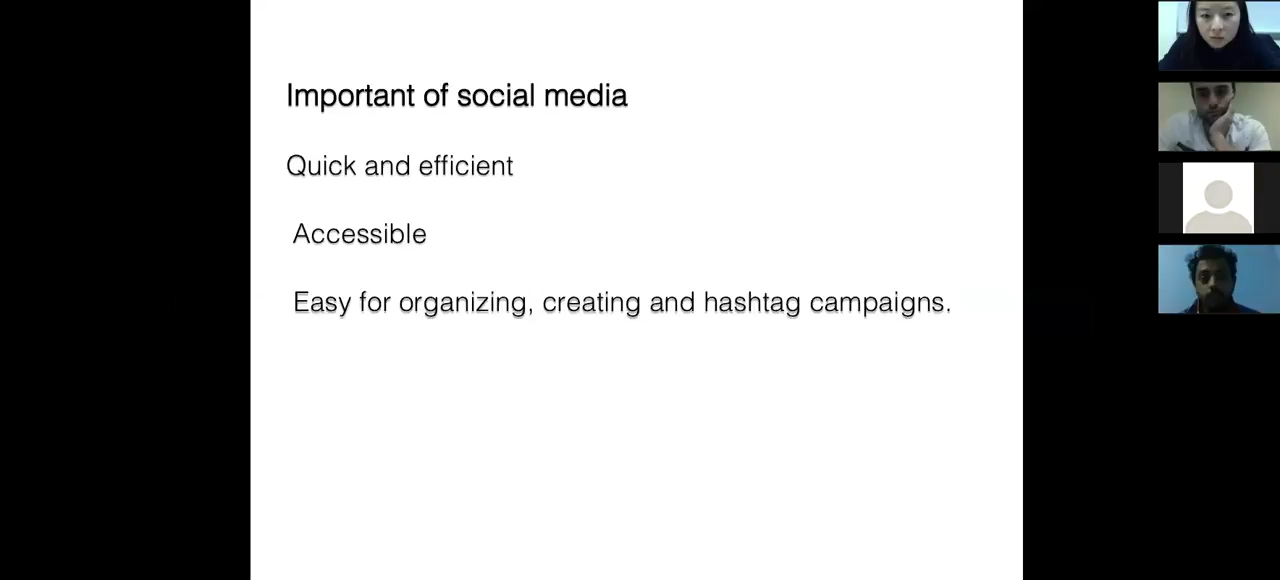 Important of social media
Quick and efficient
Accessible
Easy for organizing, creating and hashtag campaigns.